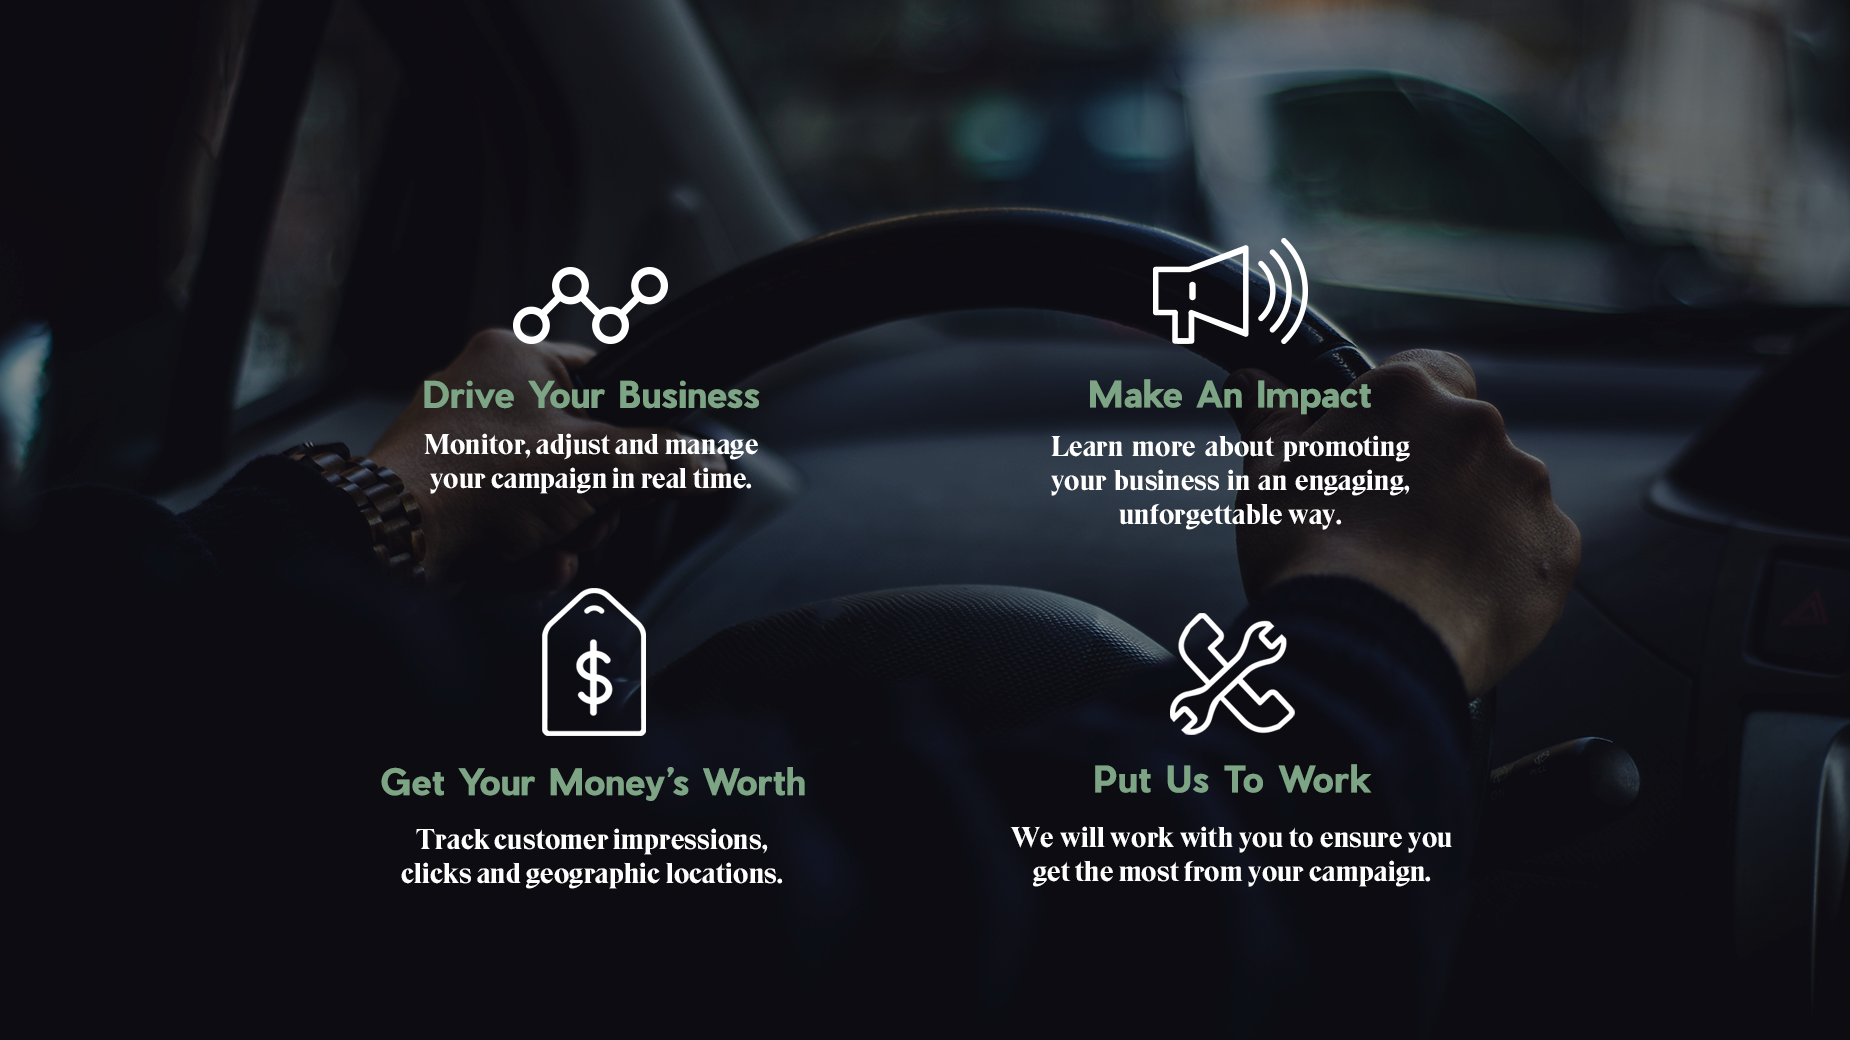 Drive Your Business
Monitor, adjust and manage
your campaign in real time.
Make An Impact
Learn more about promoting
your business in an engaging,
unforgettable way.
$
Get Your Money's Worth
Track customer impressions,
clicks and geographic locations.
Put Us To Work
We will work with you to ensure you
get the most from your campaign.